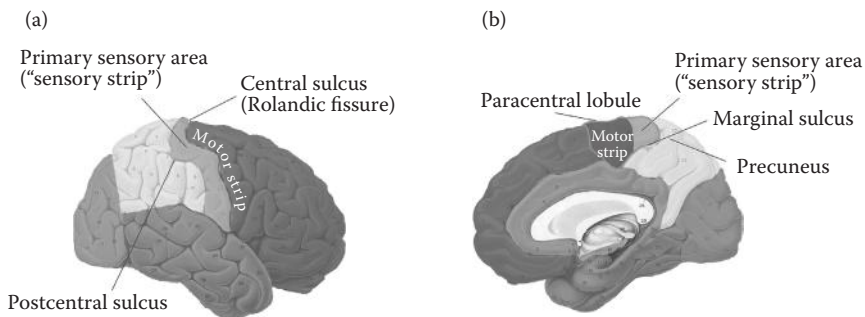 (a)
Primary sensory area
(“sensory strip”)
Central sulcus
(Rolandic fissure)
Motor strip
Postcentral sulcus
(b)
Primary sensory area
(“sensory strip”)
Paracentral lobule
Motor
strip
Marginal sulcus
Precuneus